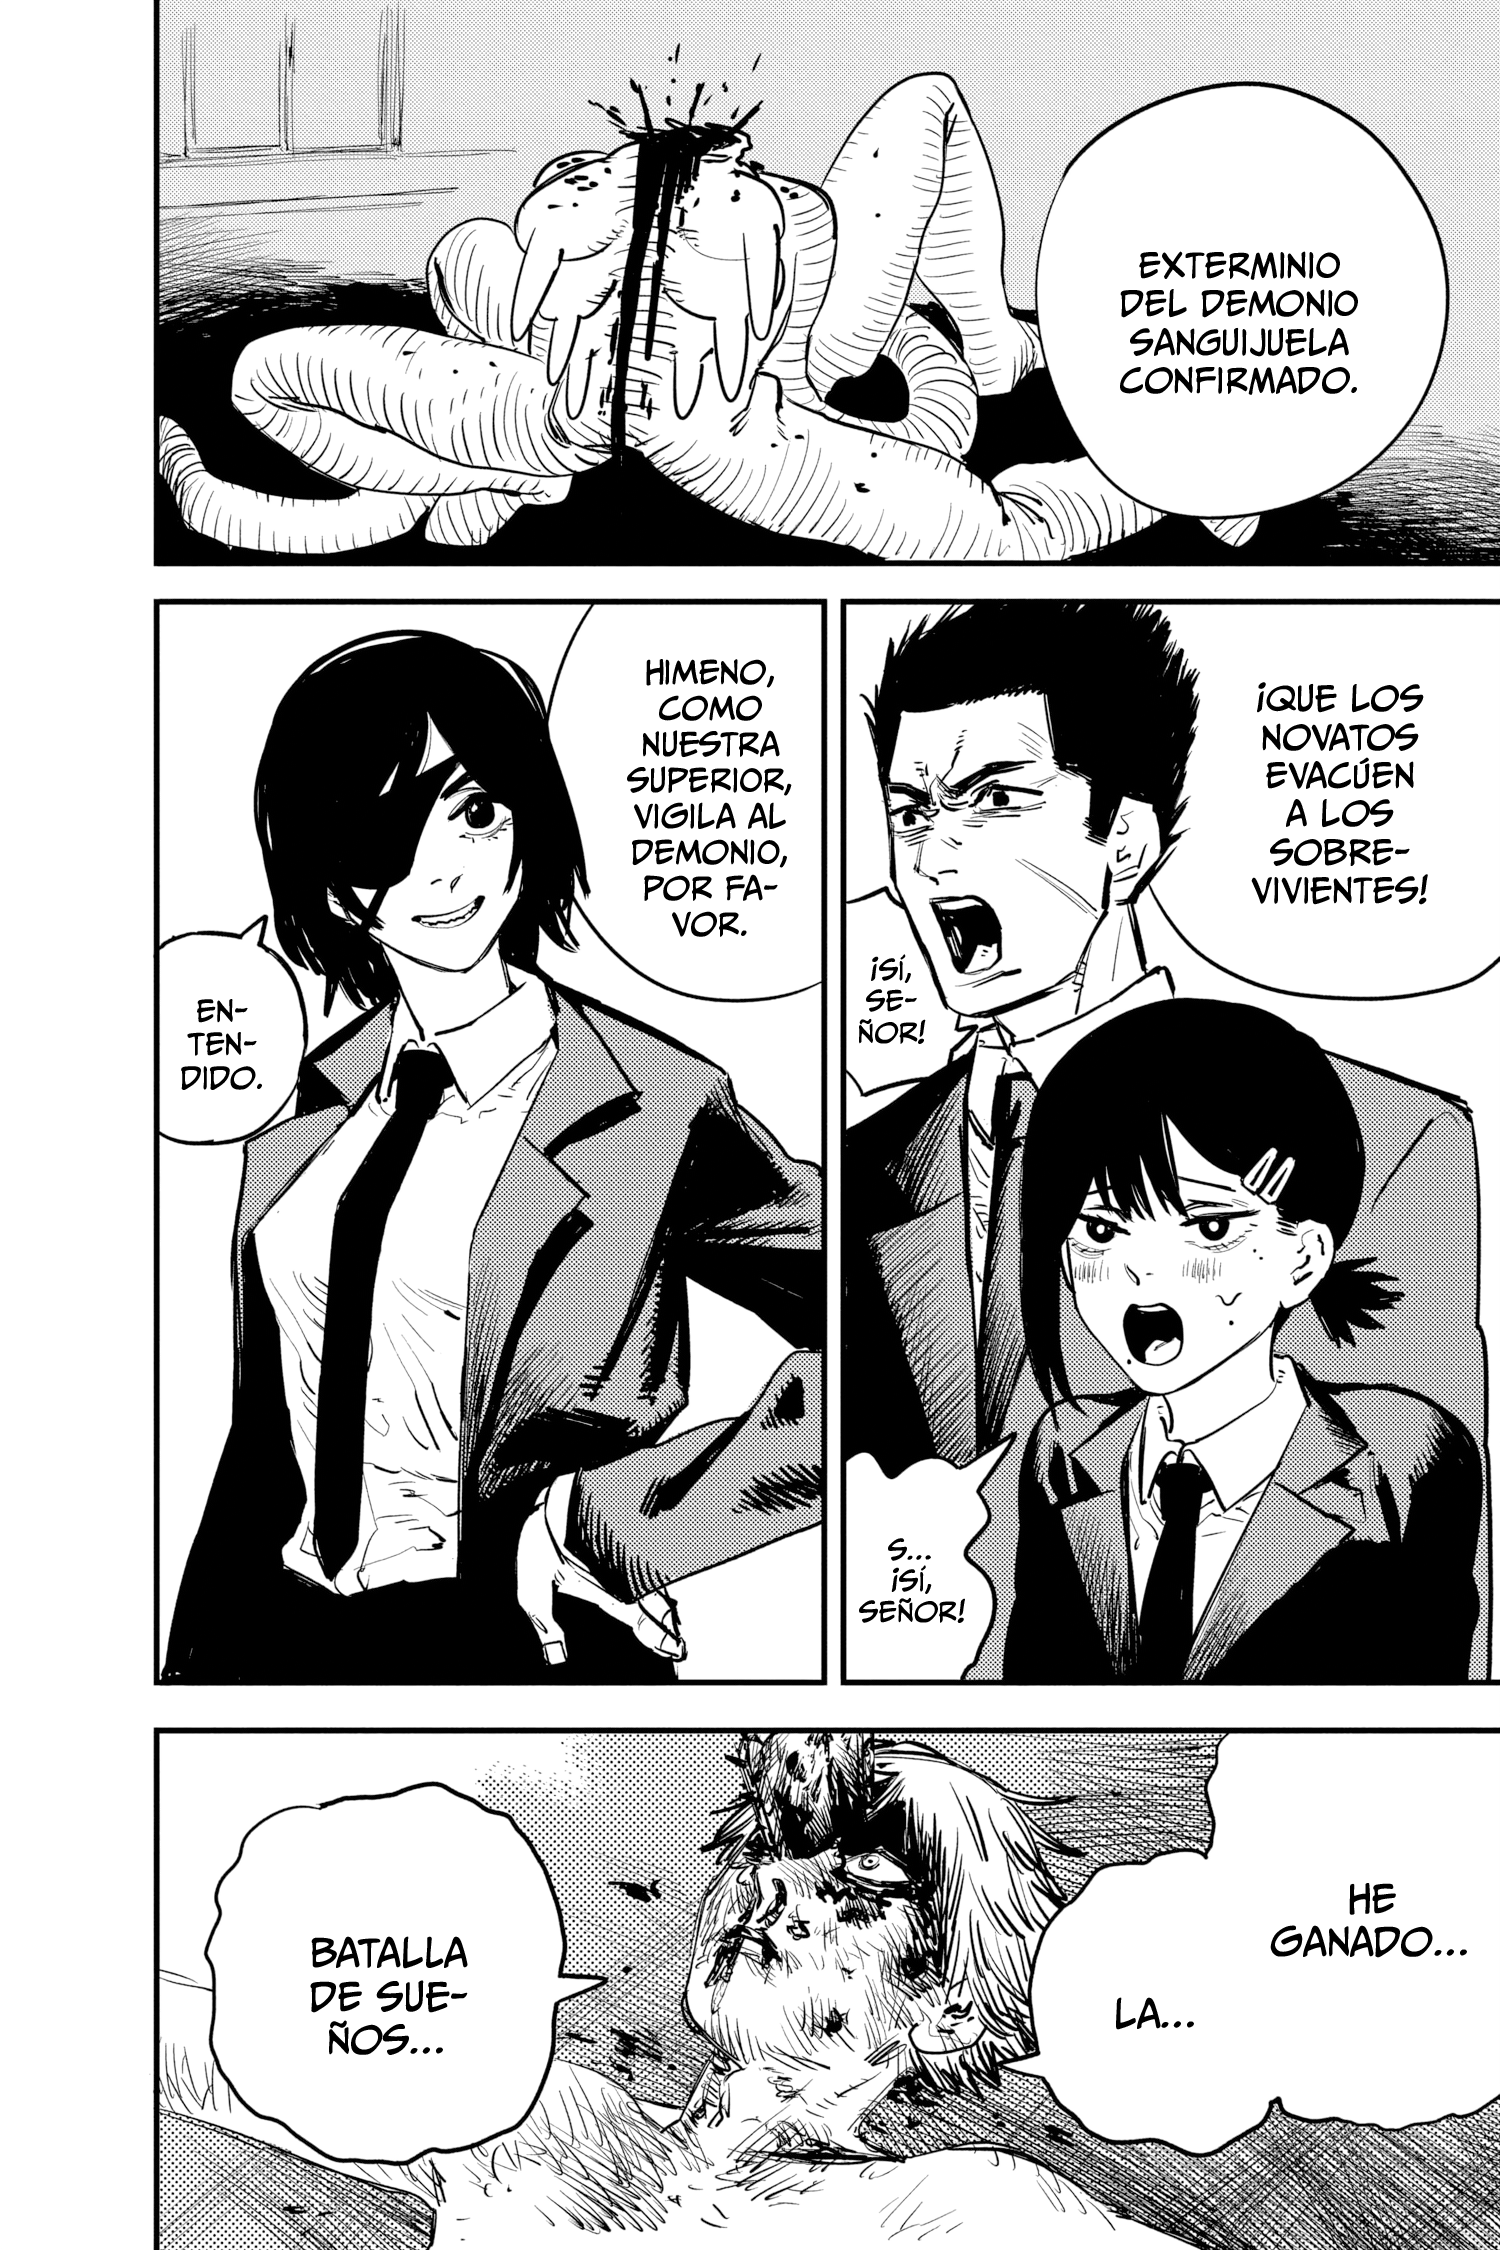 EXTERMINIO
DEL DEMONIO
SANGUIJUELA
CONFIRMADO.
¡QUE LOS
NOVATOS
EVACÚEN
A LOS
SOBRE-
VIVIENTES!
¡SÍ,
SE-
ÑOR!
S...
¡SÍ,
SEÑOR!
HIMENO,
COMO
NUESTRA
SUPERIOR,
VIGILA AL
DEMONIO,
POR FA-
VOR.
EN-
TEN-
DIDO.
HE
GANADO...
LA...
BATALLA
DE SUE-
ÑOS...